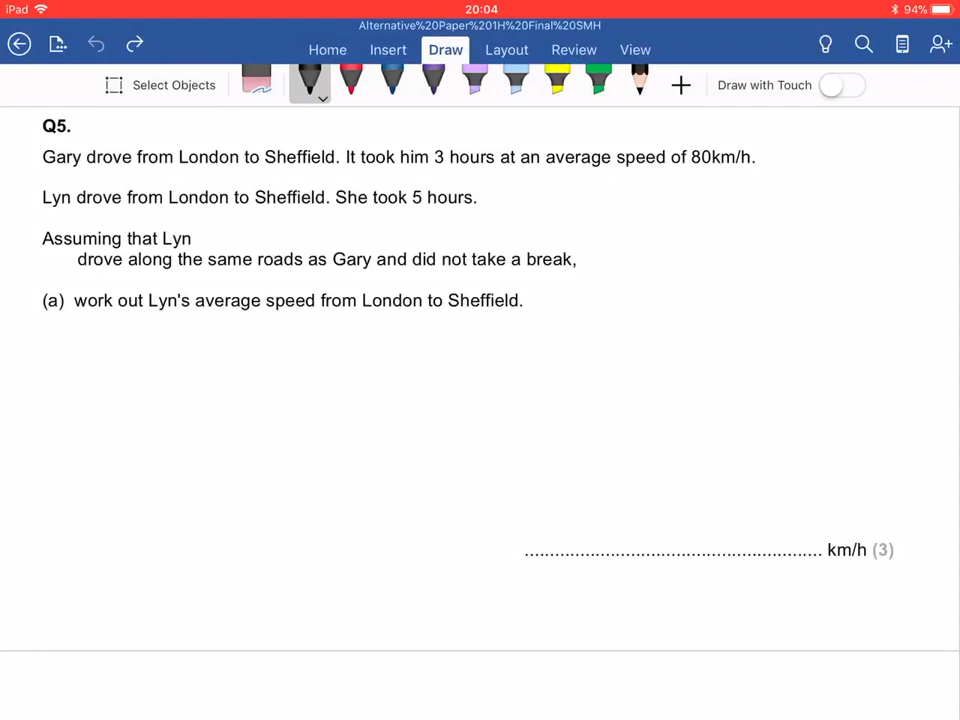 iPad 20:04 94%
Alternative%20Paper%201H%20Final%20SMH
Home Insert Draw Layout Review View
Select Objects Draw with Touch
Q5.
Gary drove from London to Sheffield. It took him 3 hours at an average speed of 80km/h.
Lyn drove from London to Sheffield. She took 5 hours.
Assuming that Lyn
drove along the same roads as Gary and did not take a break,
(a) work out Lyn's average speed from London to Sheffield.
........................................................... km/h (3)